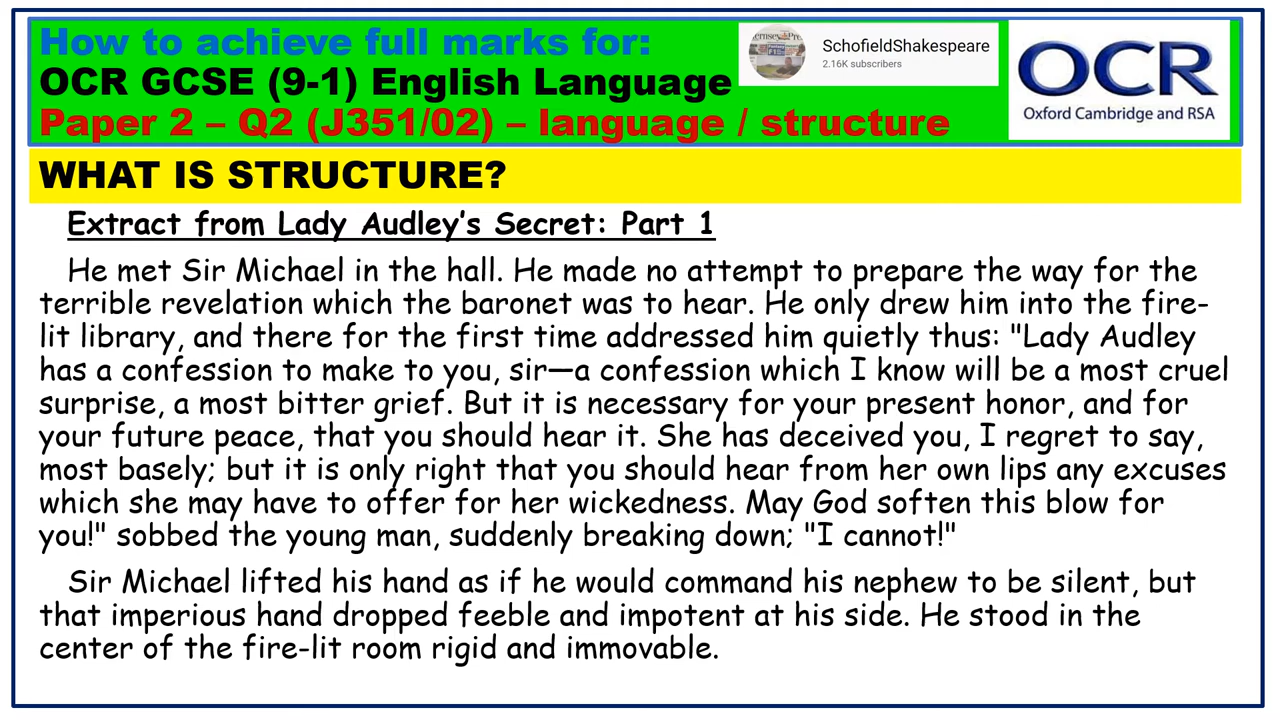 How to achieve full marks for:
OCR GCSE (9-1) English Language
Paper 2 – Q2 (J351/02) – language / structure
SchofieldShakespeare
2.16K subscribers
OCR
Oxford Cambridge and RSA
WHAT IS STRUCTURE?
Extract from Lady Audley’s Secret: Part 1
He met Sir Michael in the hall. He made no attempt to prepare the way for the
terrible revelation which the baronet was to hear. He only drew him into the fire-
lit library, and there for the first time addressed him quietly thus: "Lady Audley
has a confession to make to you, sir—a confession which I know will be a most cruel
surprise, a most bitter grief. But it is necessary for your present honor, and for
your future peace, that you should hear it. She has deceived you, I regret to say,
most basely; but it is only right that you should hear from her own lips any excuses
which she may have to offer for her wickedness. May God soften this blow for
you!" sobbed the young man, suddenly breaking down; "I cannot!"
Sir Michael lifted his hand as if he would command his nephew to be silent, but
that imperious hand dropped feeble and impotent at his side. He stood in the
center of the fire-lit room rigid and immovable.